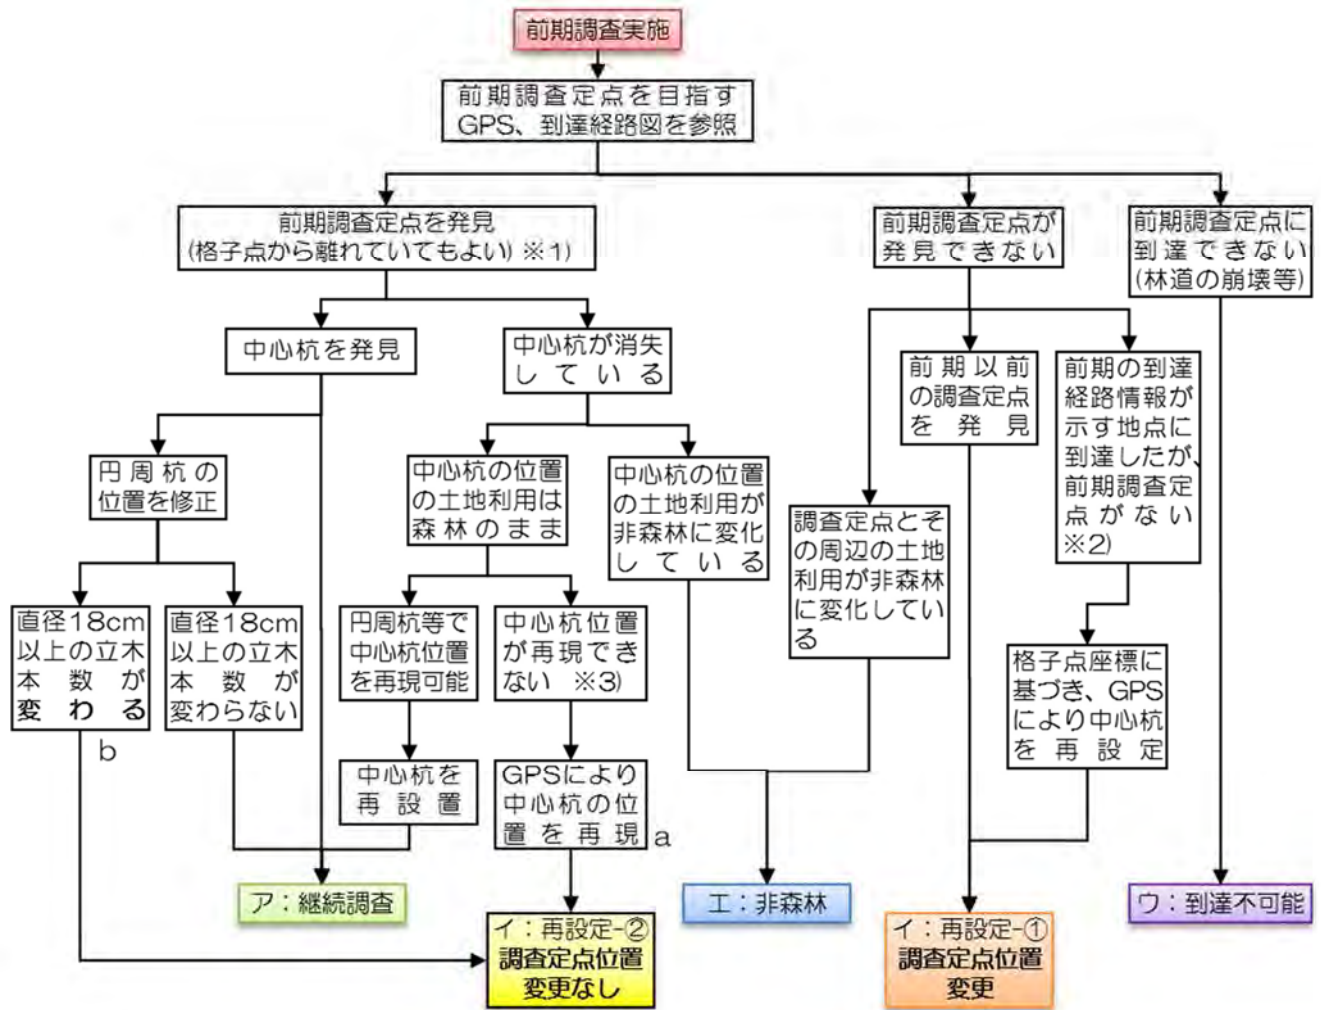 前期調査実施
前期調査定点を目指す
GPS、到達経路図を参照
前期調査定点を発見
(格子点から離れていてもよい) ※1)
前期調査定点が
発見できない
前期調査定点に
到達できない
(林道の崩壊等)
中心杭を発見
中心杭が消失
している
前期以前
の調査定点
を発見
前期の到達
経路情報が
示す地点に
到達したが、
前期調査定
点がない
※2)
円周杭の
位置を修正
中心杭の位置
の土地利用は
森林のまま
中心杭の位置
の土地利用が
非森林に変化
している
調査定点とそ
の周辺の土地
利用が非森林
に変化してい
る
直径18cm
以上の立木
本数が
変わる
b
直径18cm
以上の立木
本数が
変わらない
円周杭等で
中心杭位置
を再現可能
中心杭位置
が再現でき
ない ※3)
格子点座標に
基づき、GPS
により中心杭
を再設定
中心杭を
再設置
GPSにより
中心杭の位
置を再現
a
ア：継続調査
エ：非森林
ウ：到達不可能
イ：再設定-②
調査定点位置
変更なし
イ：再設定-①
調査定点位置
変更